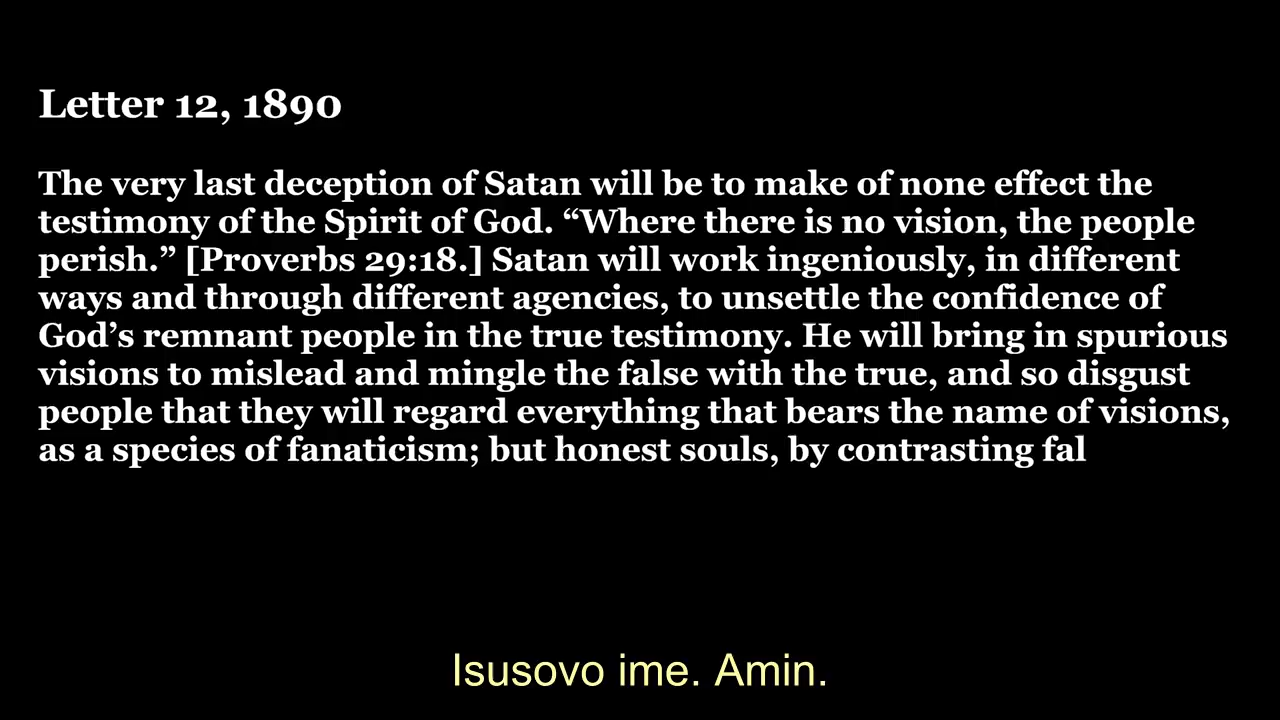 Letter 12, 1890
The very last deception of Satan will be to make of none effect the
testimony of the Spirit of God. “Where there is no vision, the people
perish.” [Proverbs 29:18.] Satan will work ingeniously, in different
ways and through different agencies, to unsettle the confidence of
God’s remnant people in the true testimony. He will bring in spurious
visions to mislead and mingle the false with the true, and so disgust
people that they will regard everything that bears the name of visions,
as a species of fanaticism; but honest souls, by contrasting fal
Isusovo ime. Amin.